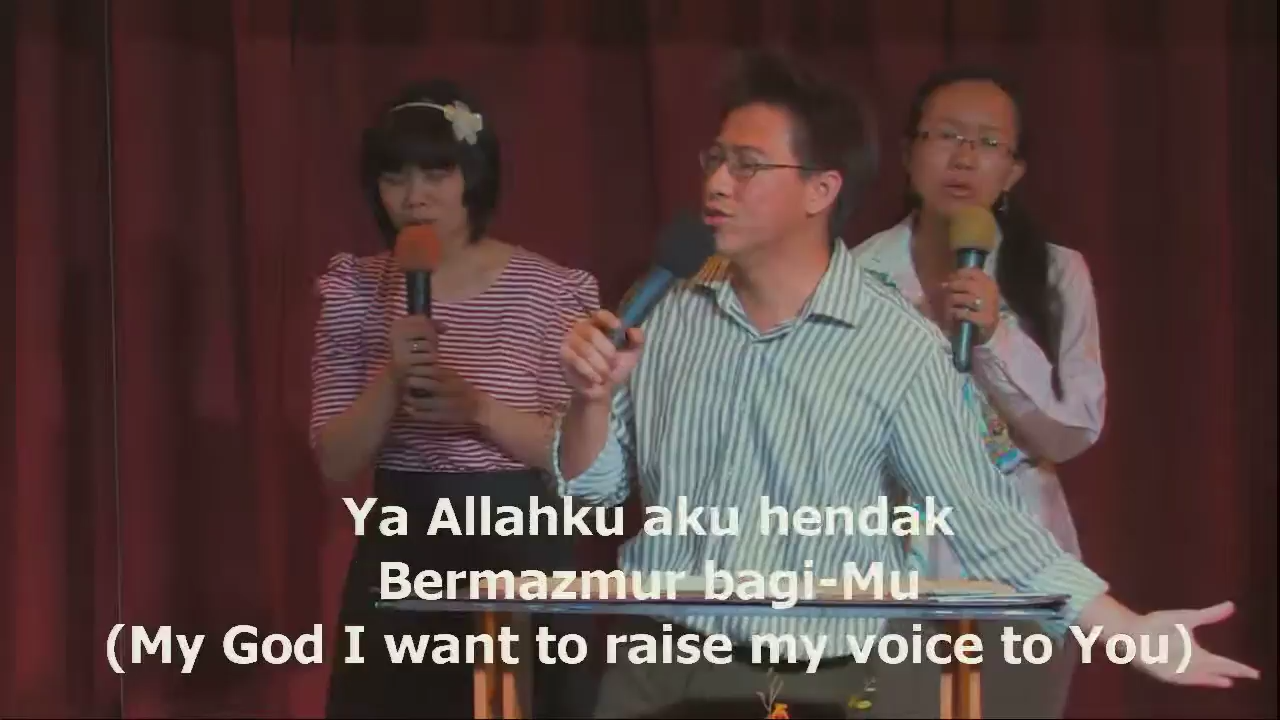 Ya Allahku aku hendak
Bermazmur bagi-Mu
(My God I want to raise my voice to You)